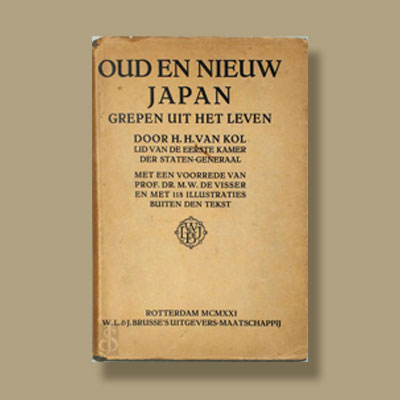 OUD EN NIEUW
JAPAN
GREPEN UIT HET LEVEN
DOOR H. H. VAN KOL
LID VAN DE EERSTE KAMER
DER STATEN-GENERAAL
MET EEN VOORREDE VAN
PROF. DR. M. W. DE VISSER
EN MET 118 ILLUSTRATIES
BUITEN DEN TEKST
ROTTERDAM MCMXXI
W. L. & J. BRUSSE'S UITGEVERS-MAATSCHAPPIJ